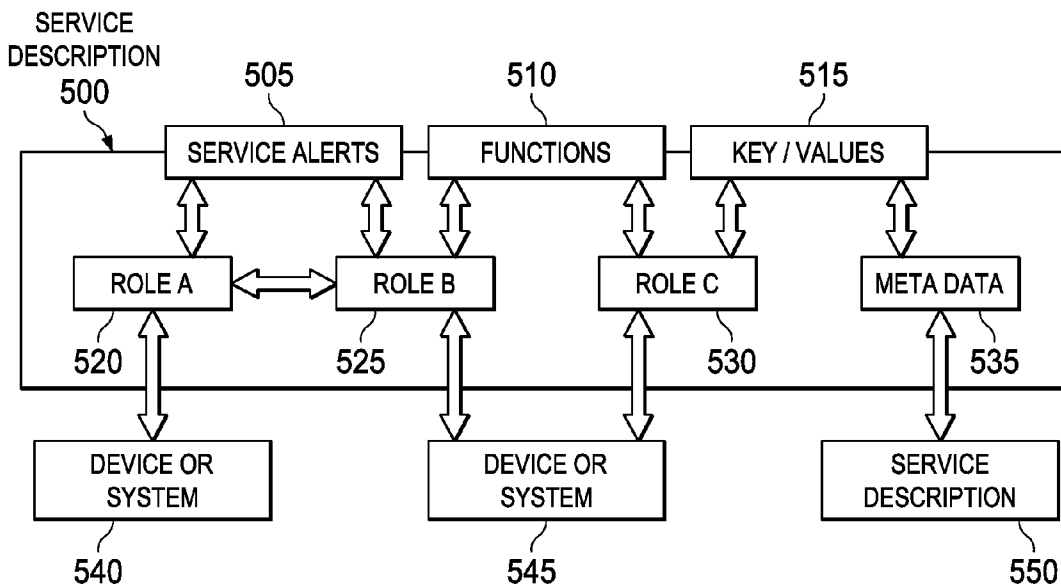 SERVICE
DESCRIPTION
500
505
510
515
SERVICE ALERTS
FUNCTIONS
KEY / VALUES
ROLE A
ROLE B
ROLE C
META DATA
520
525
530
535
DEVICE OR
SYSTEM
DEVICE OR
SYSTEM
SERVICE
DESCRIPTION
540
545
550